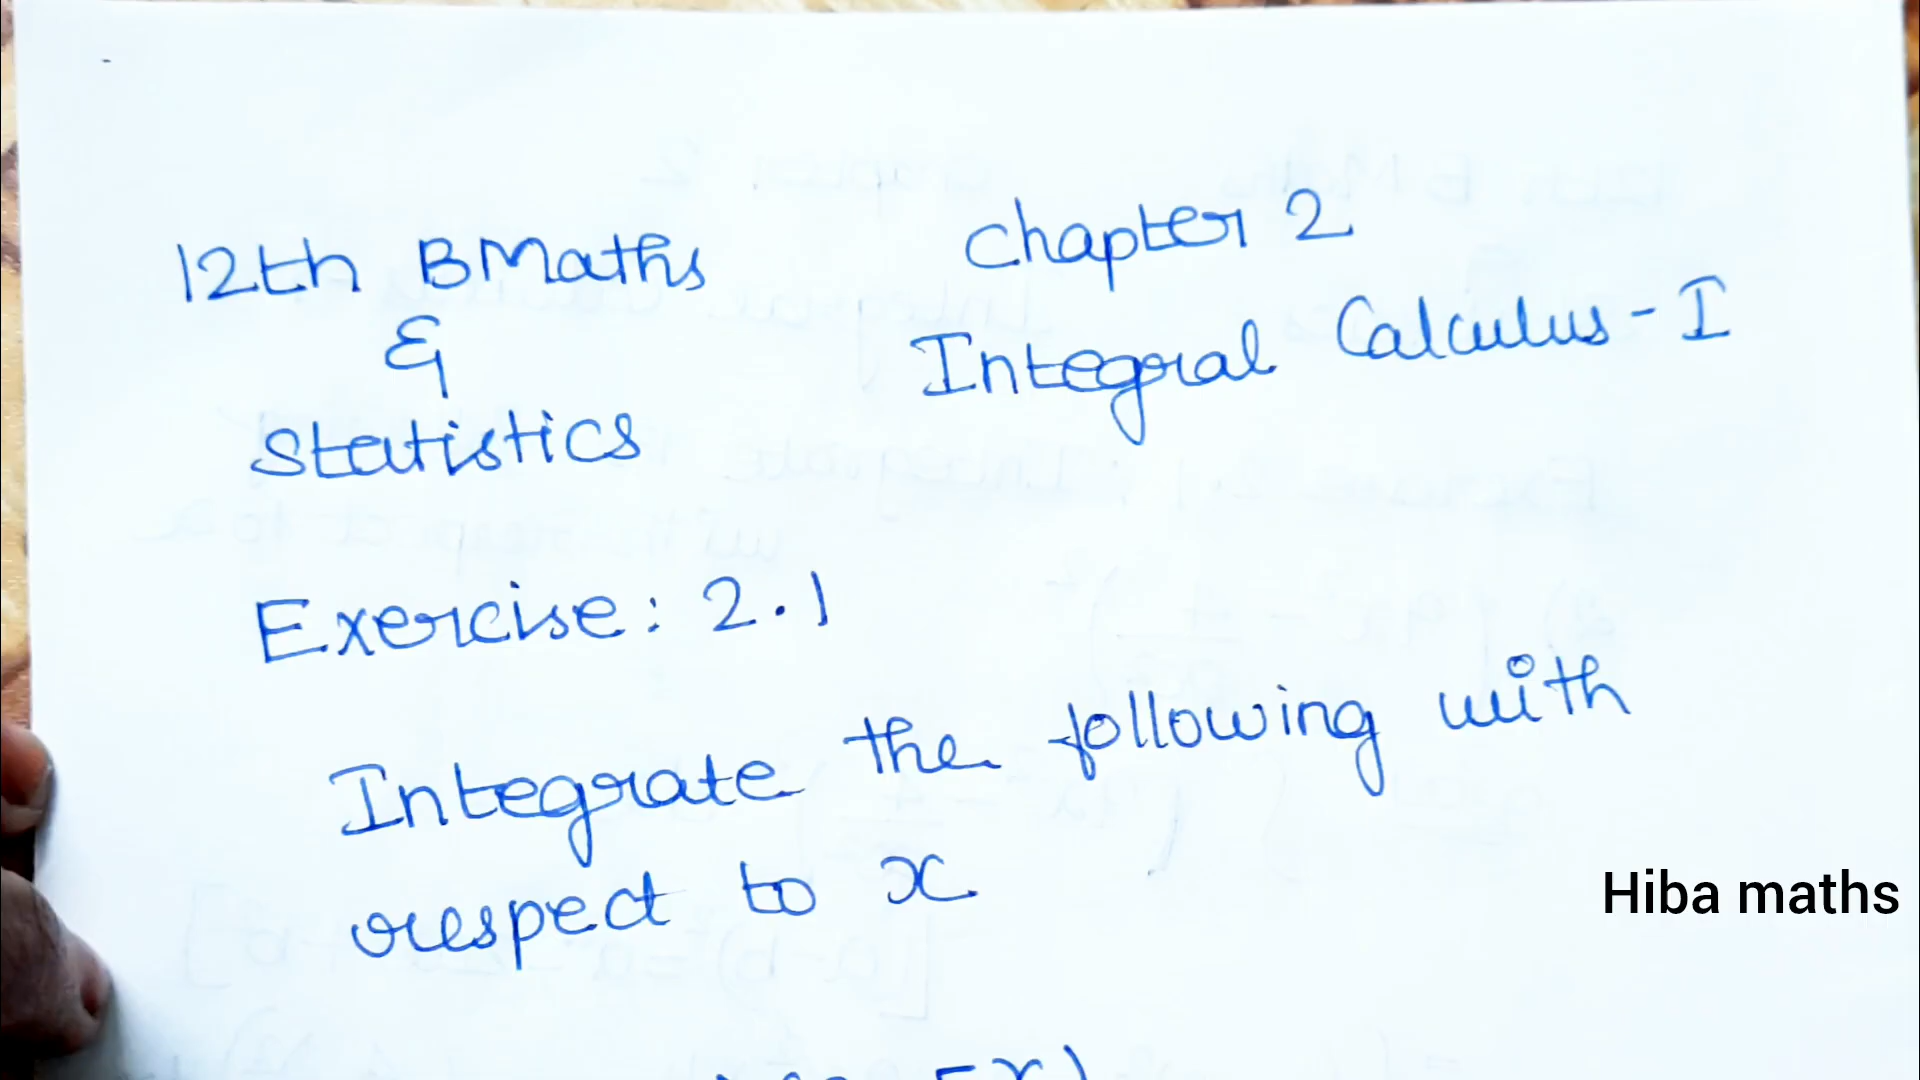 12th BMaths
&
Statistics
Chapter 2
Integral Calculus - I
Exercise: 2.1
Integrate the following with
respect to x
Hiba maths